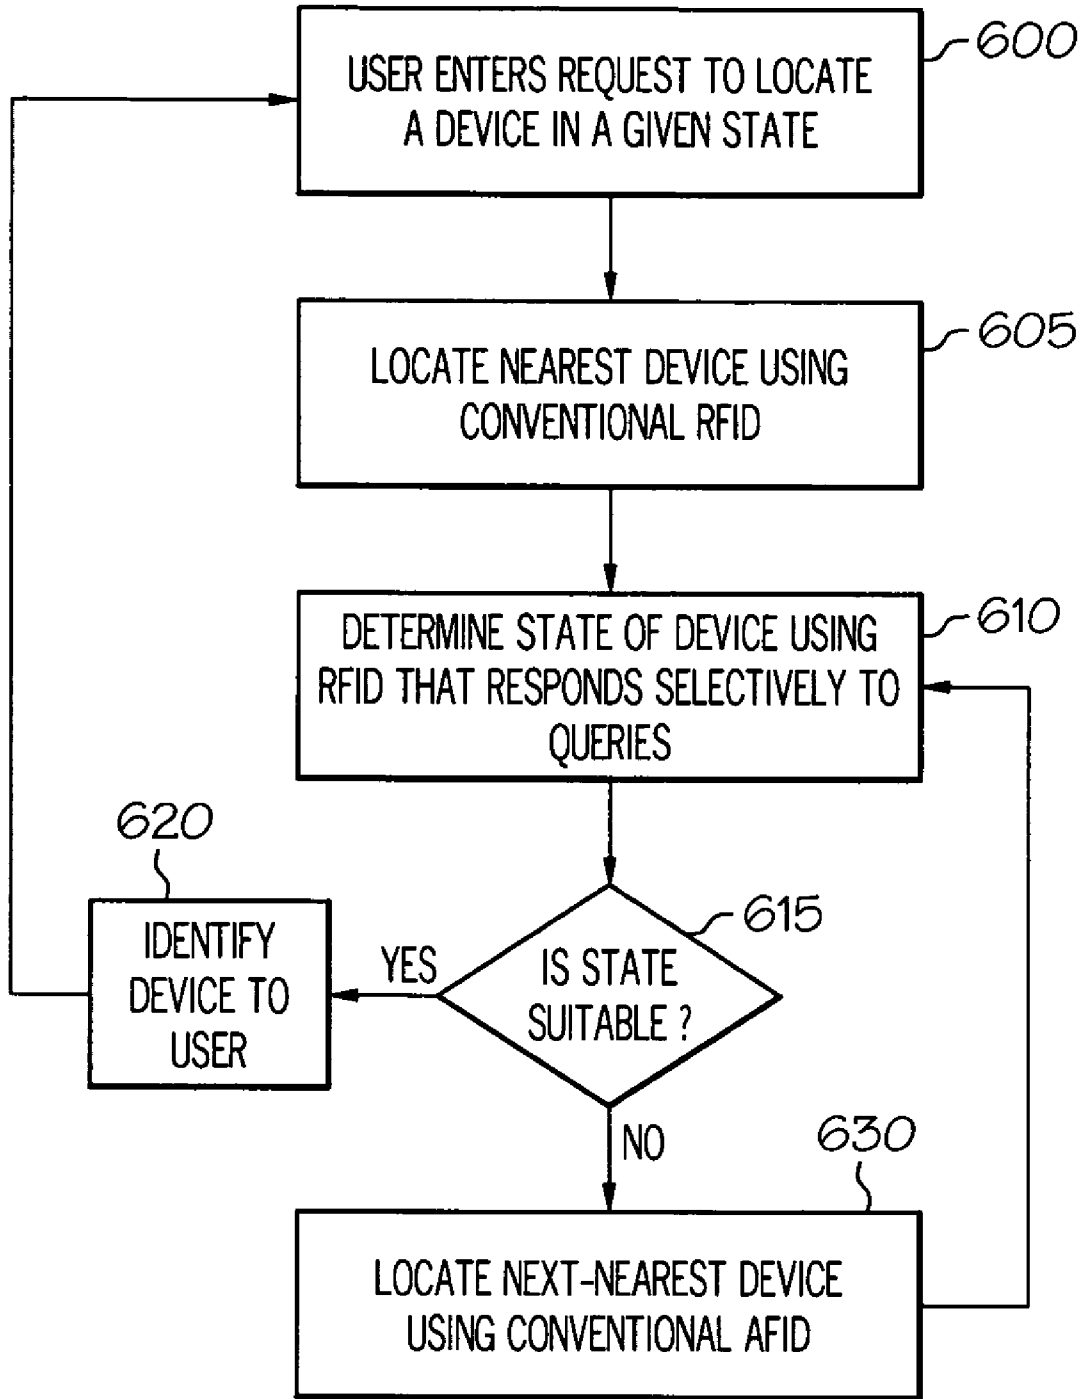 600
USER ENTERS REQUEST TO LOCATE
A DEVICE IN A GIVEN STATE
605
LOCATE NEAREST DEVICE USING
CONVENTIONAL RFID
610
DETERMINE STATE OF DEVICE USING
RFID THAT RESPONDS SELECTIVELY TO
QUERIES
620
IDENTIFY
DEVICE TO
USER
YES
615
IS STATE
SUITABLE ?
NO
630
LOCATE NEXT-NEAREST DEVICE
USING CONVENTIONAL AFID